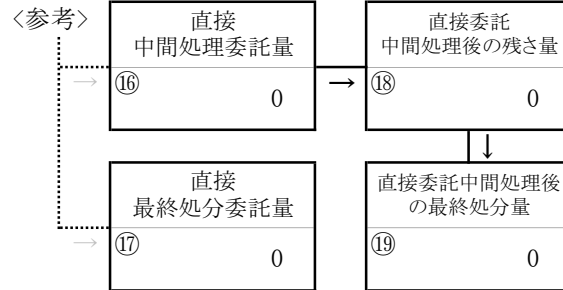 〈参考〉
直接
中間処理委託量
⑯
0
→
→
直接委託
中間処理後の残さ量
⑱
0
↓
直接
最終処分委託量
⑰
0
→
直接委託中間処理後
の最終処分量
⑲
0